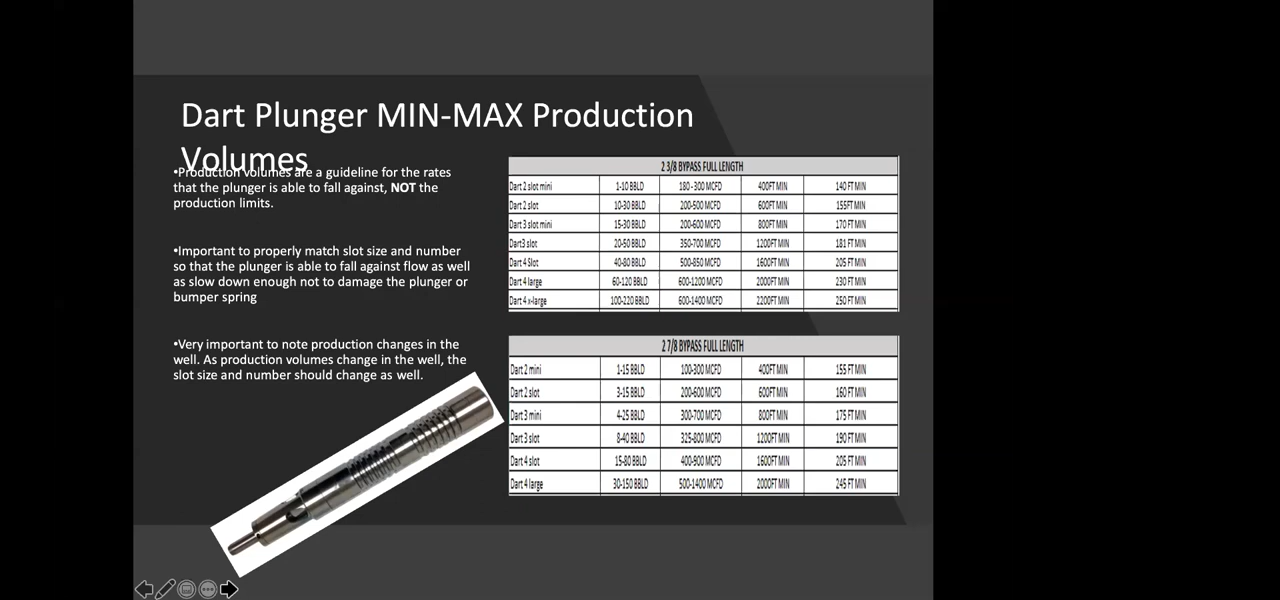 Dart Plunger MIN-MAX Production
Volumes
•Production volumes are a guideline for the rates
that the plunger is able to fall against, NOT the
production limits.
•Important to properly match slot size and number
so that the plunger is able to fall against flow as well
as slow down enough not to damage the plunger or
bumper spring
•Very important to note production changes in the
well. As production volumes change in the well, the
slot size and number should change as well.
2 3/8 BYPASS FULL LENGTH
Dart 2 slot mini 1-10 BBLD 180-300 MCFD 400FT MIN 140 FT MIN
Dart 2 slot 10-30 BBLD 200-500 MCFD 600FT MIN 155FT MIN
Dart 3 slot mini 15-30 BBLD 200-600 MCFD 800FT MIN 170 FT MIN
Dart3 slot 20-50 BBLD 350-700 MCFD 1200FT MIN 181 FT MIN
Dart 4 Slot 40-80 BBLD 500-850 MCFD 1600FT MIN 205 FT MIN
Dart 4 large 60-120 BBLD 600-1200 MCFD 2000FT MIN 230 FT MIN
Dart 4 x-large 100-220 BBLD 600-1400 MCFD 2200FT MIN 250 FT MIN
2 7/8 BYPASS FULL LENGTH
Dart 2 mini 1-15 BBLD 100-300 MCFD 400FT MIN 155 FT MIN
Dart 2 slot 3-15 BBLD 200-600 MCFD 600FT MIN 160 FT MIN
Dart 3 mini 4-25 BBLD 300-700 MCFD 800FT MIN 175 FT MIN
Dart 3 slot 8-40 BBLD 325-800 MCFD 1200FT MIN 190 FT MIN
Dart 4 slot 15-80 BBLD 400-900 MCFD 1600FT MIN 205 FT MIN
Dart 4 large 30-150 BBLD 500-1400 MCFD 2000FT MIN 245 FT MIN